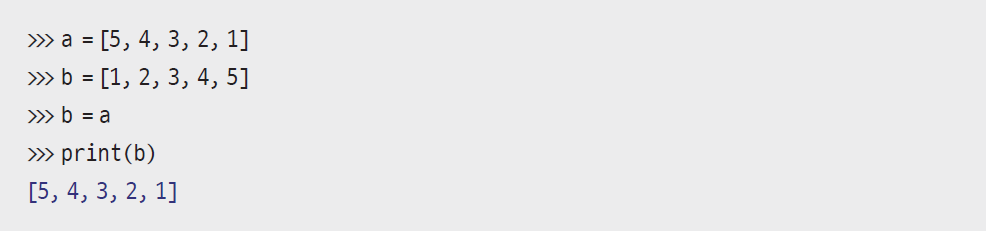 >>> a = [5, 4, 3, 2, 1]
>>> b = [1, 2, 3, 4, 5]
>>> b = a
>>> print(b)
[5, 4, 3, 2, 1]